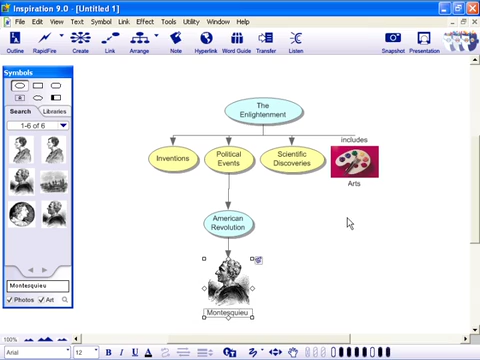 Inspiration 9.0 - [Untitled 1]
File Edit View Text Symbol Link Effect Tools Utility Window Help
Outline RapidFire Create Link Arrange Note Hyperlink Word Guide Transfer Listen Snapshot Presentation
Symbols
Search Libraries
1-6 of 6
Montesquieu
Photos Art
The
Enlightenment
includes
Inventions
Political
Events
Scientific
Discoveries
Arts
American
Revolution
Montesquieu
100%
12
B I U A